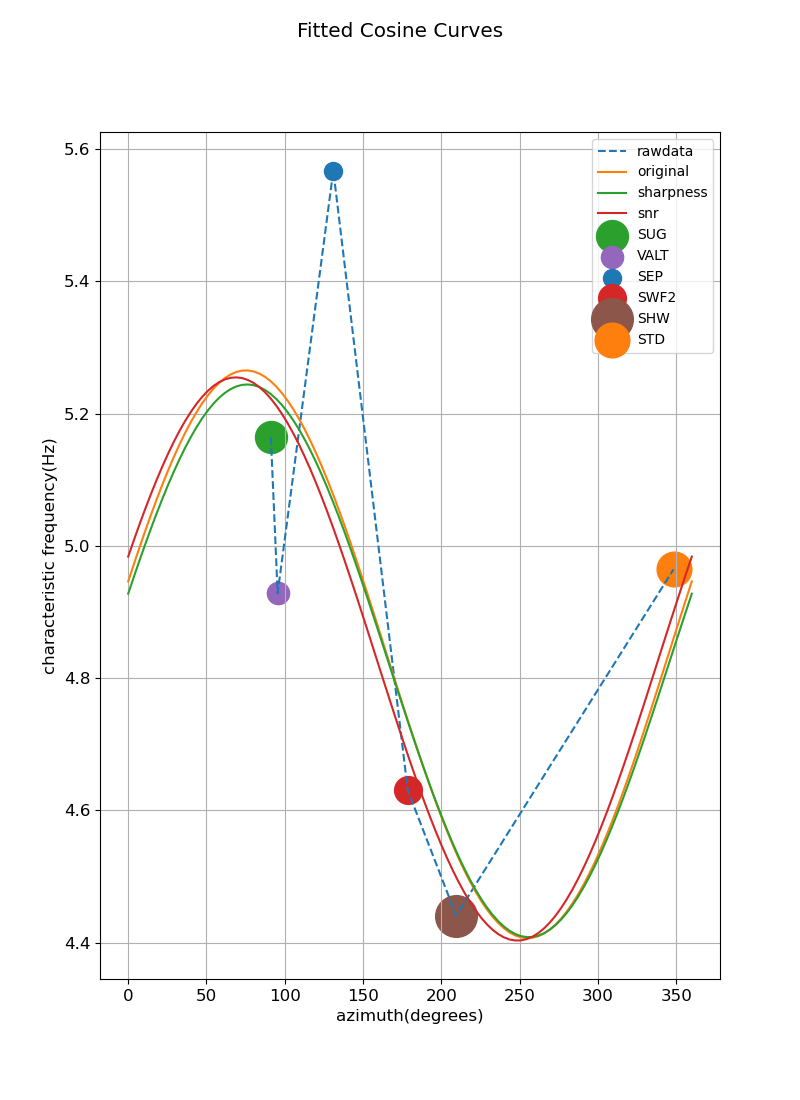 Fitted Cosine Curves
5.6
5.4
5.2
5.0
4.8
4.6
4.4
characteristic frequency(Hz)
rawdata
original
sharpness
snr
SUG
VALT
SEP
SWF2
SHW
STD
0 50 100 150 200 250 300 350
azimuth(degrees)